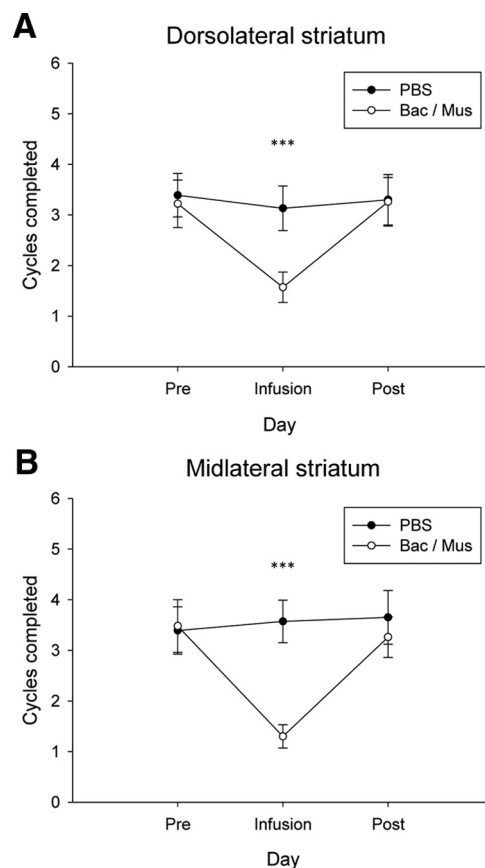 A
Dorsolateral striatum
6
5
4
3
2
1
0
Cycles completed
PBS
Bac / Mus
***
Pre
Infusion
Post
Day
B
Midlateral striatum
6
5
4
3
2
1
0
Cycles completed
PBS
Bac / Mus
***
Pre
Infusion
Post
Day